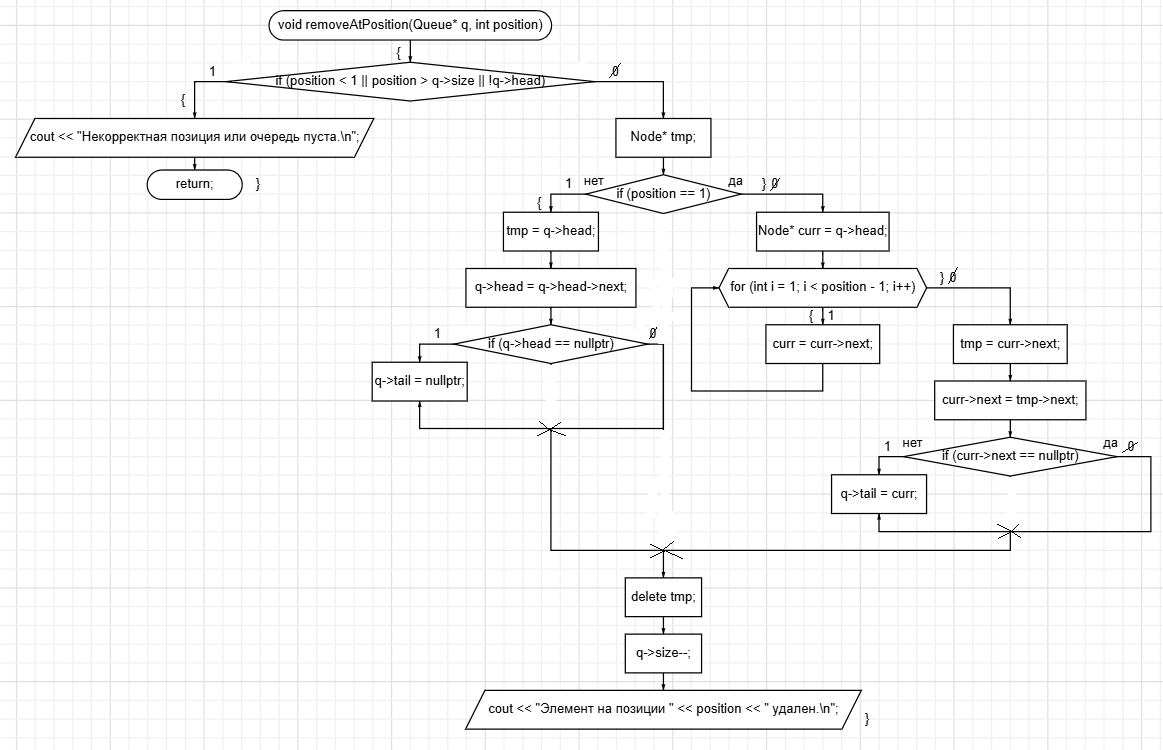 void removeAtPosition(Queue* q, int position)
{
1
if (position < 1 || position > q->size || !q->head)
0
{
cout << "Некорректная позиция или очередь пуста.\n";
Node* tmp;
return;
}
1
нет
if (position == 1)
да
}
0
{
tmp = q->head;
Node* curr = q->head;
q->head = q->head->next;
for (int i = 1; i < position - 1; i++)
}
0
{
1
1
if (q->head == nullptr)
0
curr = curr->next;
tmp = curr->next;
q->tail = nullptr;
curr->next = tmp->next;
1
нет
if (curr->next == nullptr)
да
0
q->tail = curr;
delete tmp;
q->size--;
cout << "Элемент на позиции " << position << " удален.\n";
}